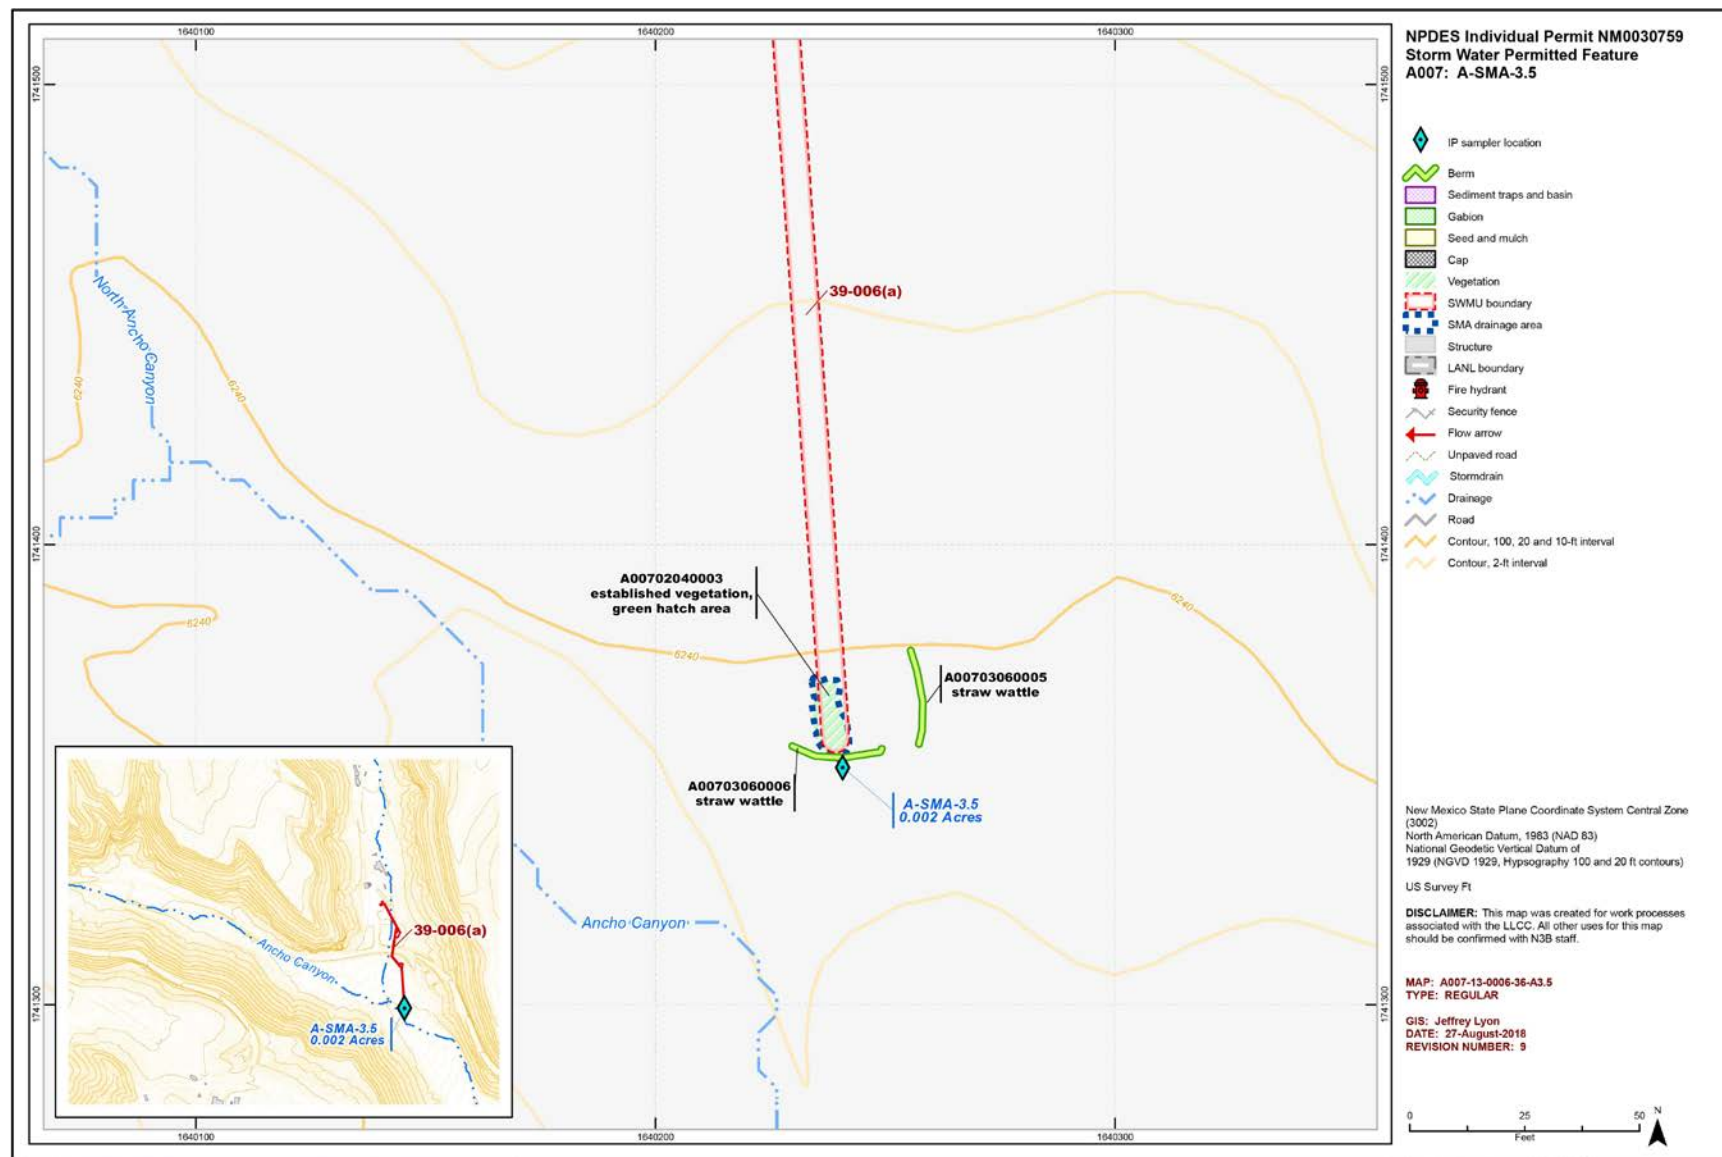 1640100
1640200
1640300
1741500
1741500
1741400
1741400
1741300
1741300
1640100
1640200
1640300
North Ancho Canyon
6240
6240
6240
6240
6240
39-006(a)
A00702040003
established vegetation,
green hatch area
A00703060005
straw wattle
A00703060006
straw wattle
A-SMA-3.5
0.002 Acres
Ancho Canyon
39-006(a)
Ancho Canyon
A-SMA-3.5
0.002 Acres
NPDES Individual Permit NM0030759
Storm Water Permitted Feature
A007: A-SMA-3.5
IP sampler location
Berm
Sediment traps and basin
Gabion
Seed and mulch
Cap
Vegetation
SWMU boundary
SMA drainage area
Structure
LANL boundary
Fire hydrant
Security fence
Flow arrow
Unpaved road
Stormdrain
Drainage
Road
Contour, 100, 20 and 10-ft interval
Contour, 2-ft interval
New Mexico State Plane Coordinate System Central Zone
(3002)
North American Datum, 1983 (NAD 83)
National Geodetic Vertical Datum of
1929 (NGVD 1929, Hypsography 100 and 20 ft contours)
US Survey Ft
DISCLAIMER: This map was created for work processes
associated with the LLCC. All other uses for this map
should be confirmed with N3B staff.
MAP: A007-13-0006-36-A3.5
TYPE: REGULAR
GIS: Jeffrey Lyon
DATE: 27-August-2018
REVISION NUMBER: 9
0 25 50
Feet
N